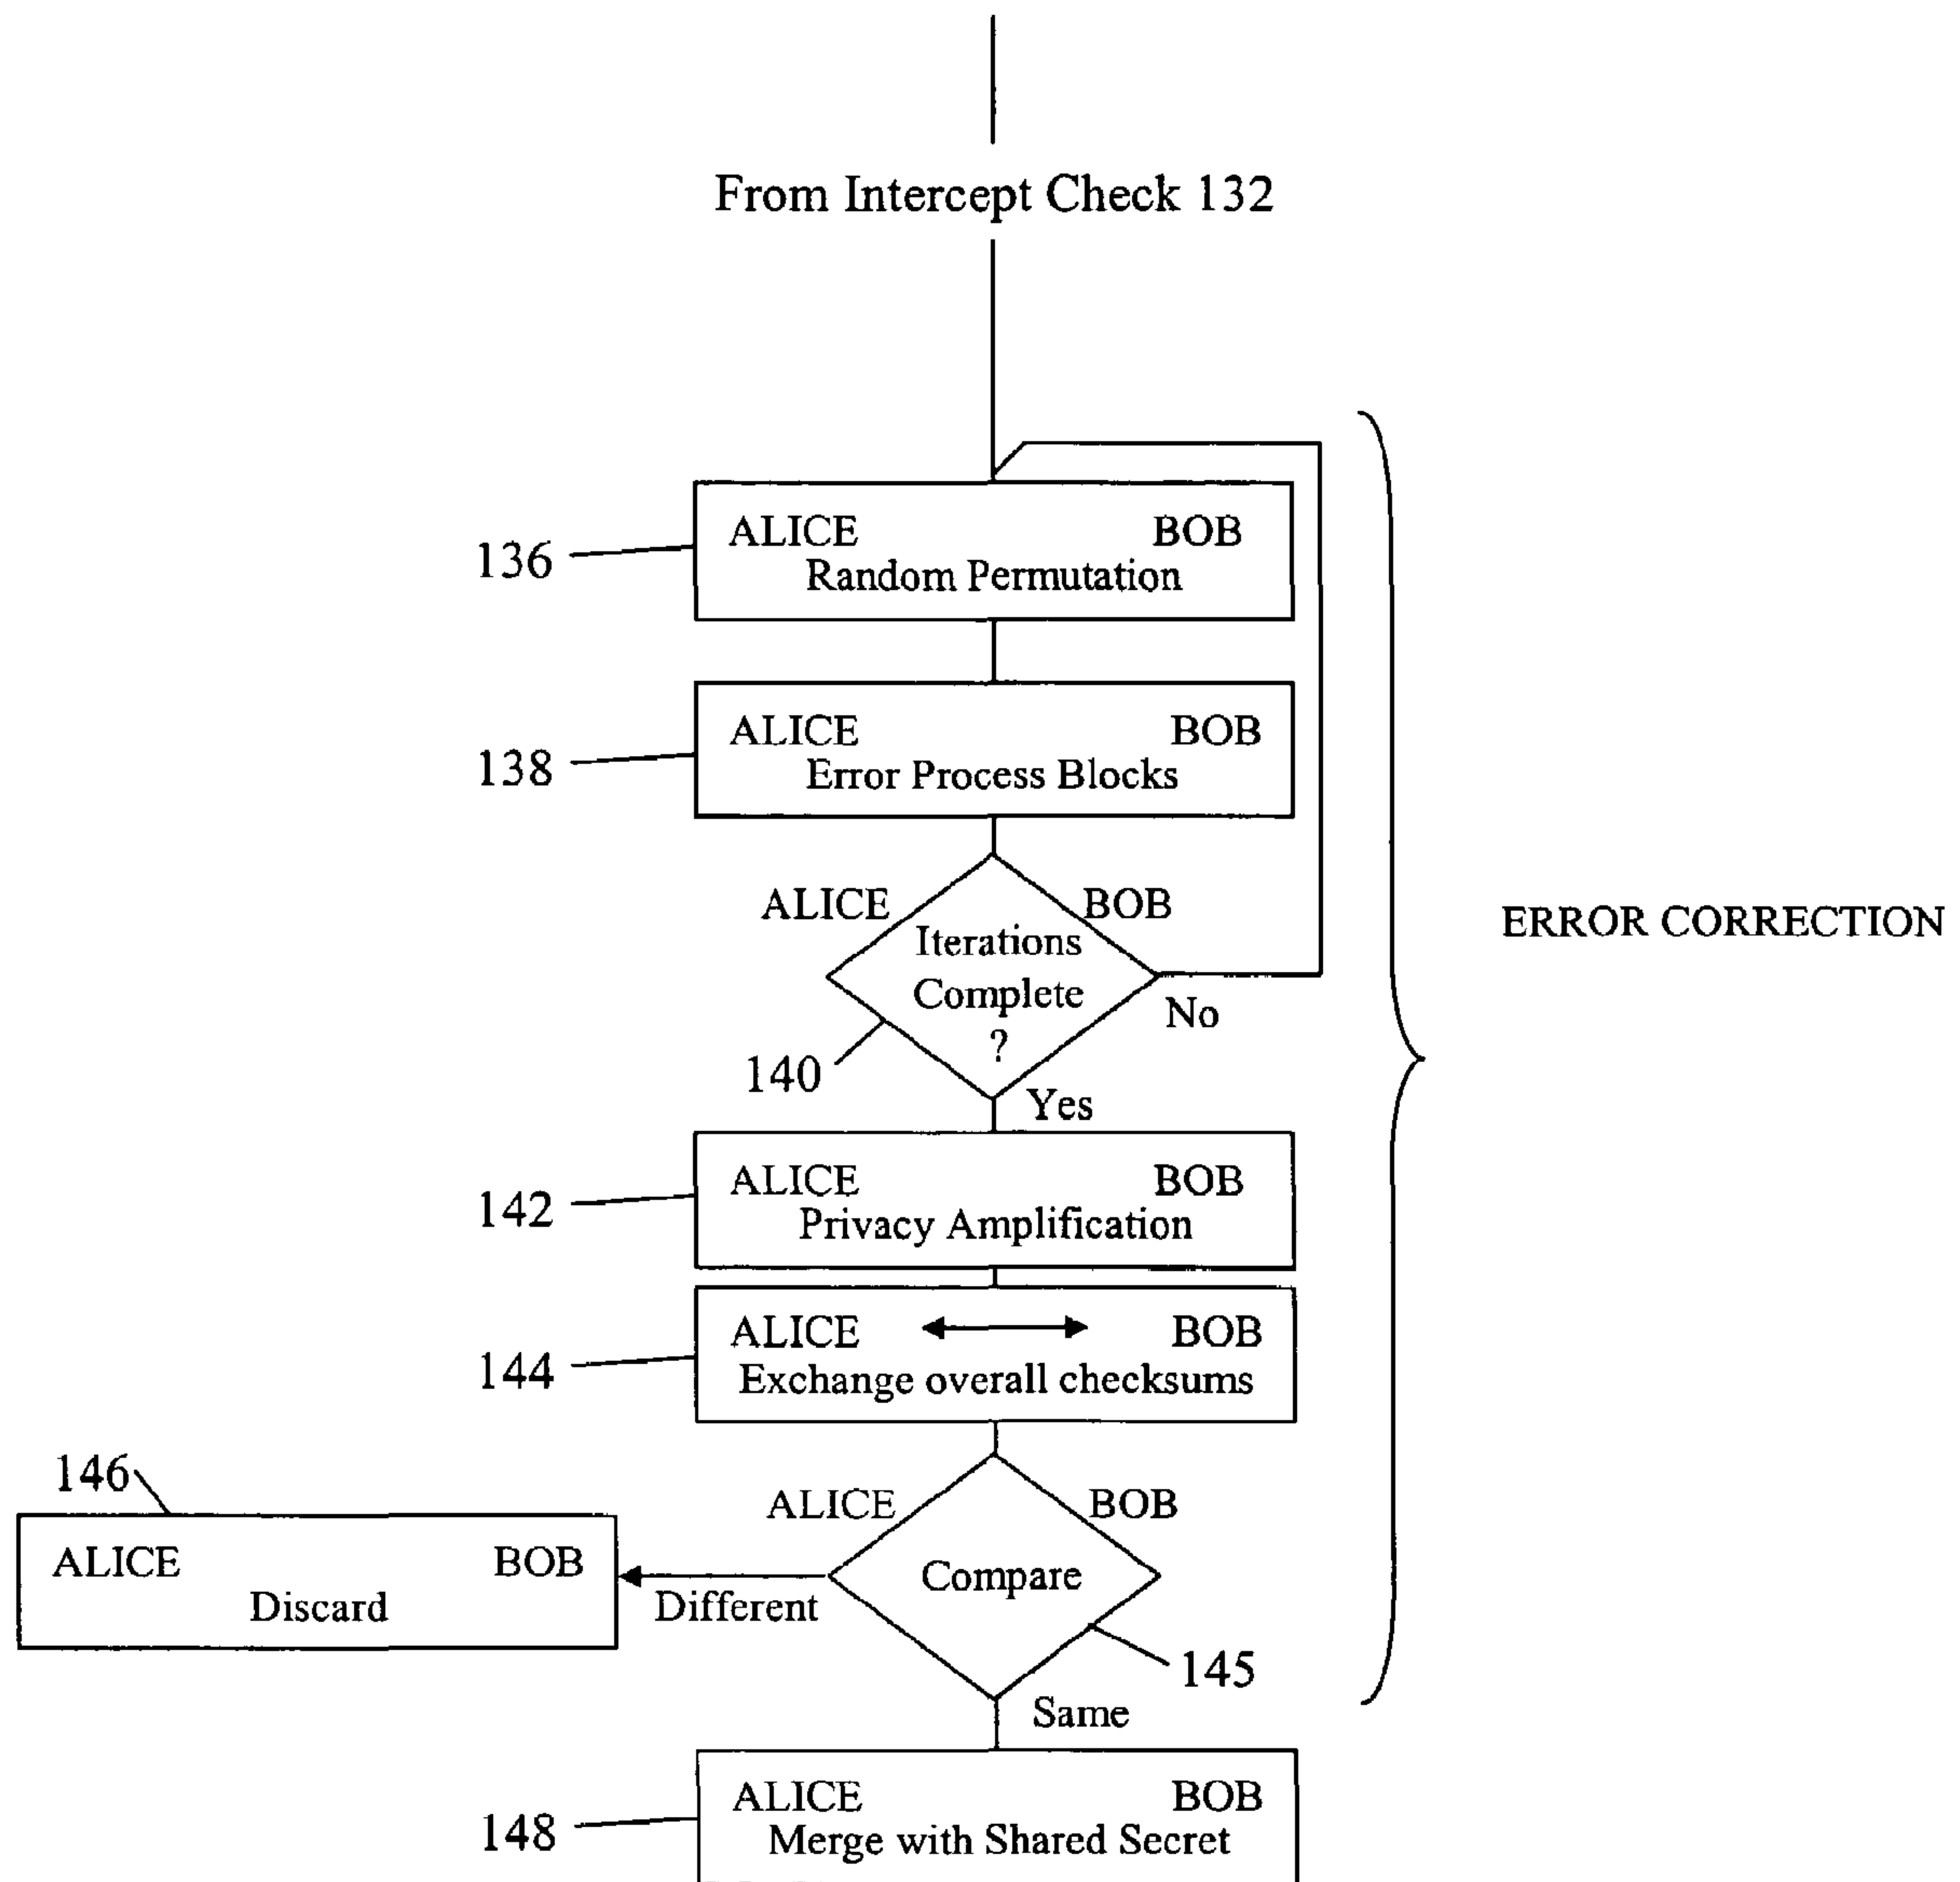 From Intercept Check 132
ALICE BOB
136
Random Permutation
ALICE BOB
138
Error Process Blocks
ALICE BOB
ERROR CORRECTION
Iterations
Complete
No
?
140
Yes
ALICE BOB
142
Privacy Amplification
ALICE BOB
144
Exchange overall checksums
146
ALICE BOB
ALICE BOB
Compare
Discard
Different
145
Same
ALICE BOB
148
Merge with Shared Secret